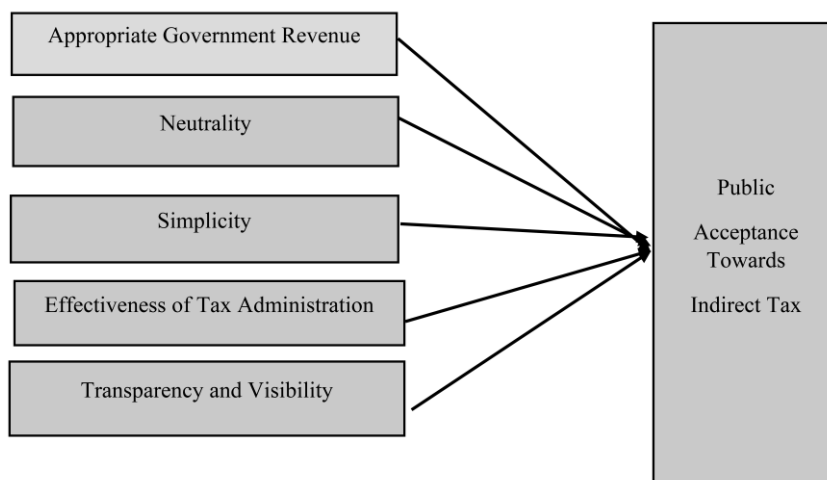 Appropriate Government Revenue
Neutrality
Simplicity
Effectiveness of Tax Administration
Transparency and Visibility
Public
Acceptance
Towards
Indirect Tax